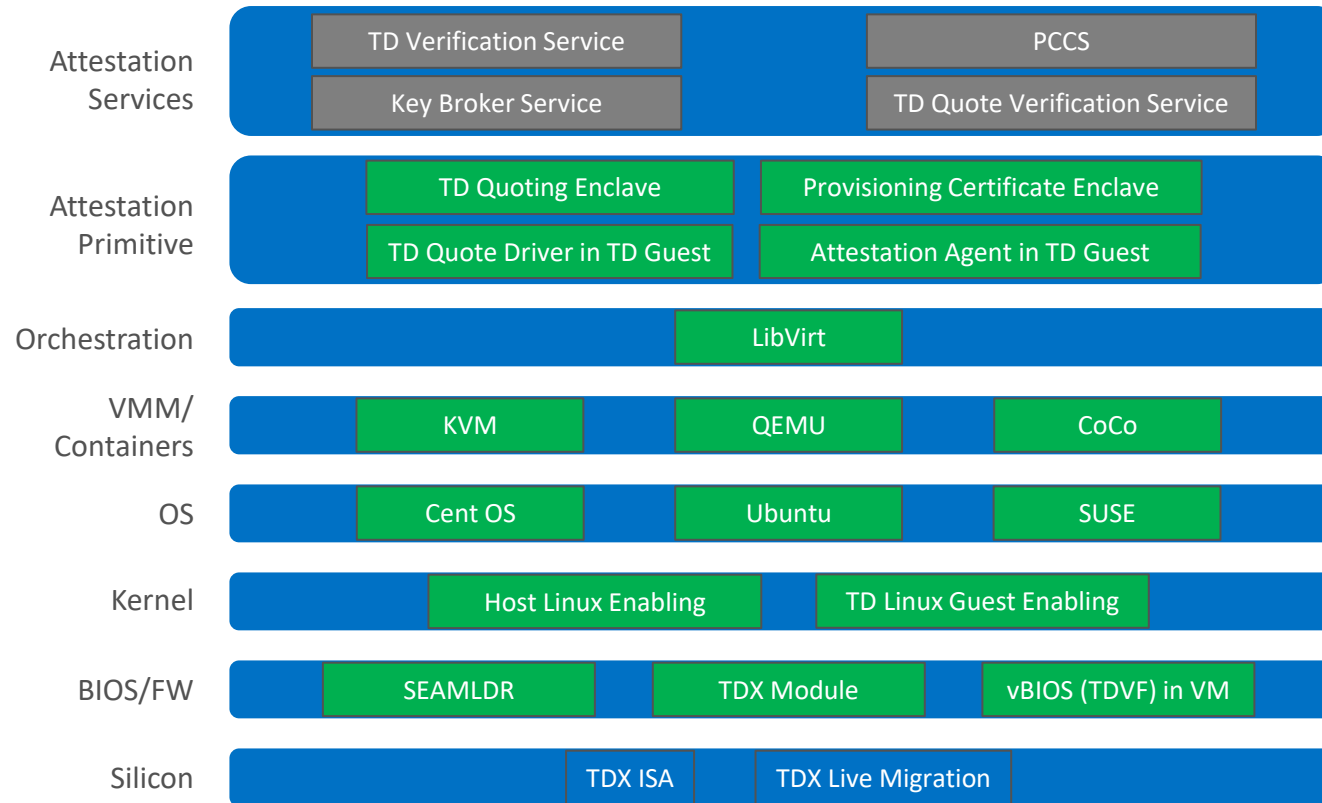 Attestation
Services
TD Verification Service
PCCS
Key Broker Service
TD Quote Verification Service
Attestation
Primitive
TD Quoting Enclave
Provisioning Certificate Enclave
TD Quote Driver in TD Guest
Attestation Agent in TD Guest
Orchestration
LibVirt
VMM/
Containers
KVM
QEMU
CoCo
OS
Cent OS
Ubuntu
SUSE
Kernel
Host Linux Enabling
TD Linux Guest Enabling
BIOS/FW
SEAMLDR
TDX Module
vBIOS (TDVF) in VM
Silicon
TDX ISA
TDX Live Migration